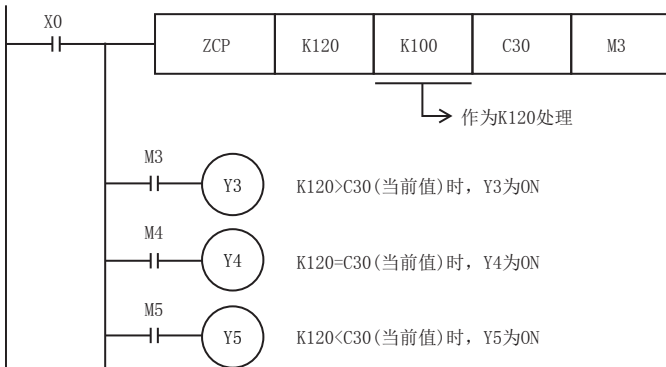 X0
ZCP K120 K100 C30 M3
作为K120处理
M3
Y3 K120>C30(当前值)时，Y3为ON
M4
Y4 K120=C30(当前值)时，Y4为ON
M5
Y5 K120<C30(当前值)时，Y5为ON